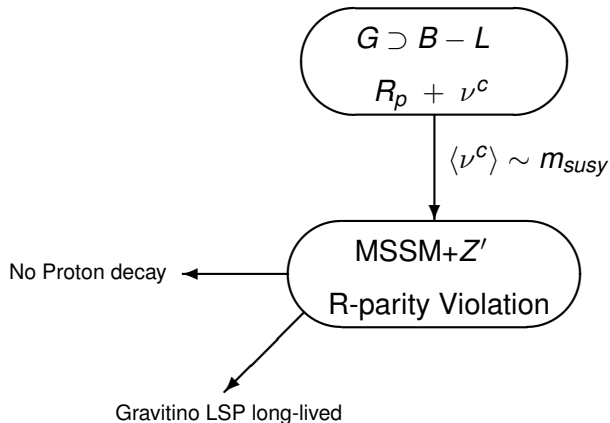 G ⊃ B − L
R_p + ν^c
⟨ν^c⟩ ∼ m_susy
MSSM+Z′
No Proton decay
R-parity Violation
Gravitino LSP long-lived